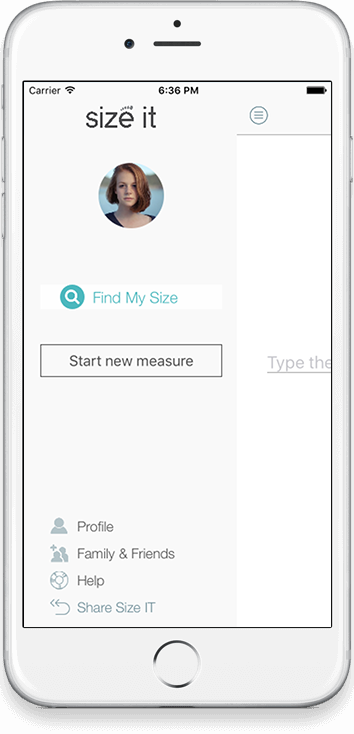 Carrier 6:36 PM
size it
Find My Size
Type the
Start new measure
Profile
Family & Friends
Help
Share Size IT